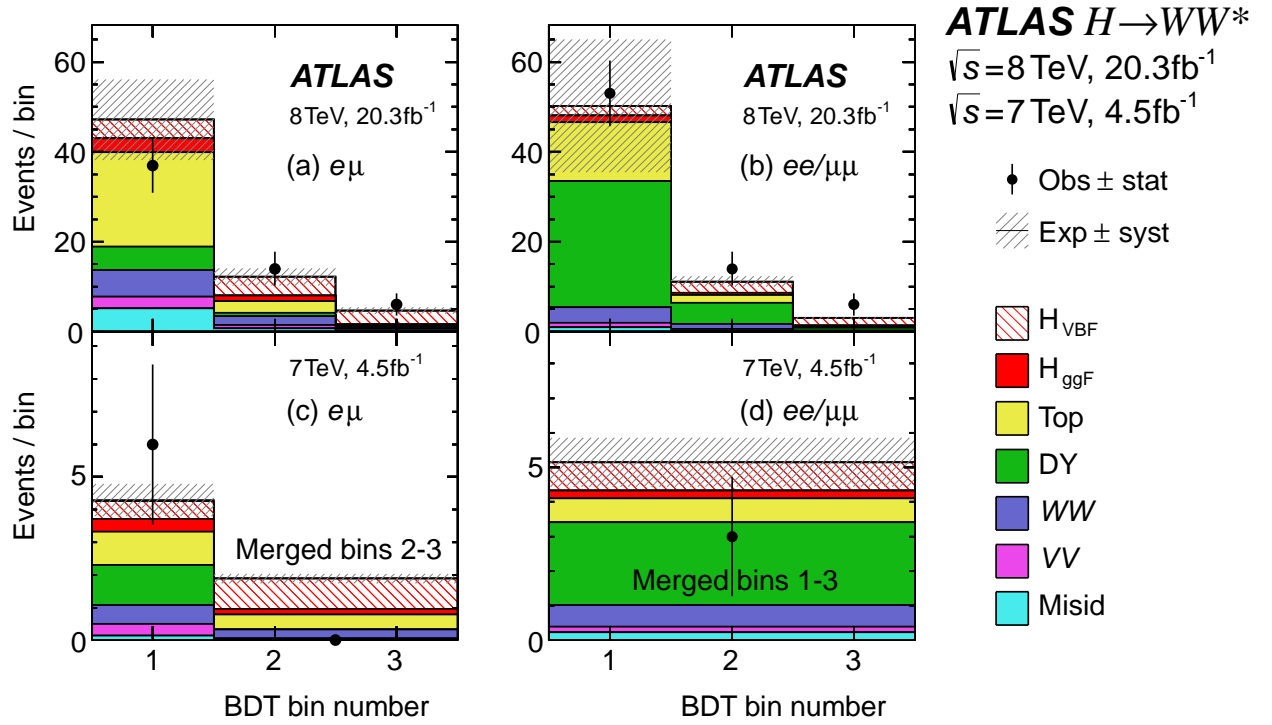 ATLAS
8 TeV, 20.3fb⁻¹
(a) eμ
Events / bin
60
40
20
0
ATLAS
8 TeV, 20.3fb⁻¹
(b) ee/μμ
60
40
20
0
7 TeV, 4.5fb⁻¹
(c) eμ
Merged bins 2-3
Events / bin
5
0
1
2
3
BDT bin number
7 TeV, 4.5fb⁻¹
(d) ee/μμ
Merged bins 1-3
5
0
1
2
3
BDT bin number
ATLAS H→WW*
√s=8 TeV, 20.3fb⁻¹
√s=7 TeV, 4.5fb⁻¹
Obs ± stat
Exp ± syst
H_VBF
H_ggF
Top
DY
WW
VV
Misid